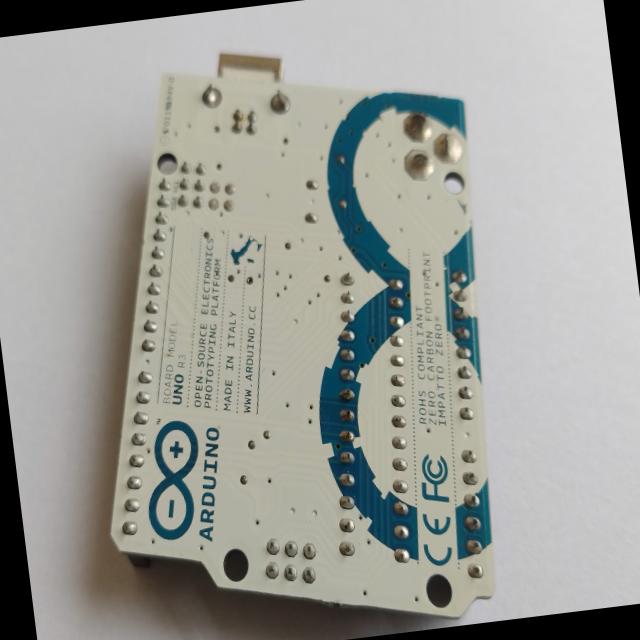 BOARD MODEL
UNO R3
OPEN-SOURCE ELECTRONICS
PROTOTYPING PLATFORM
MADE IN ITALY
WWW.ARDUINO.CC
ARDUINO
ROHS COMPLIANT
ZERO CARBON FOOTPRINT
IMPATTO ZERO®
CE FC